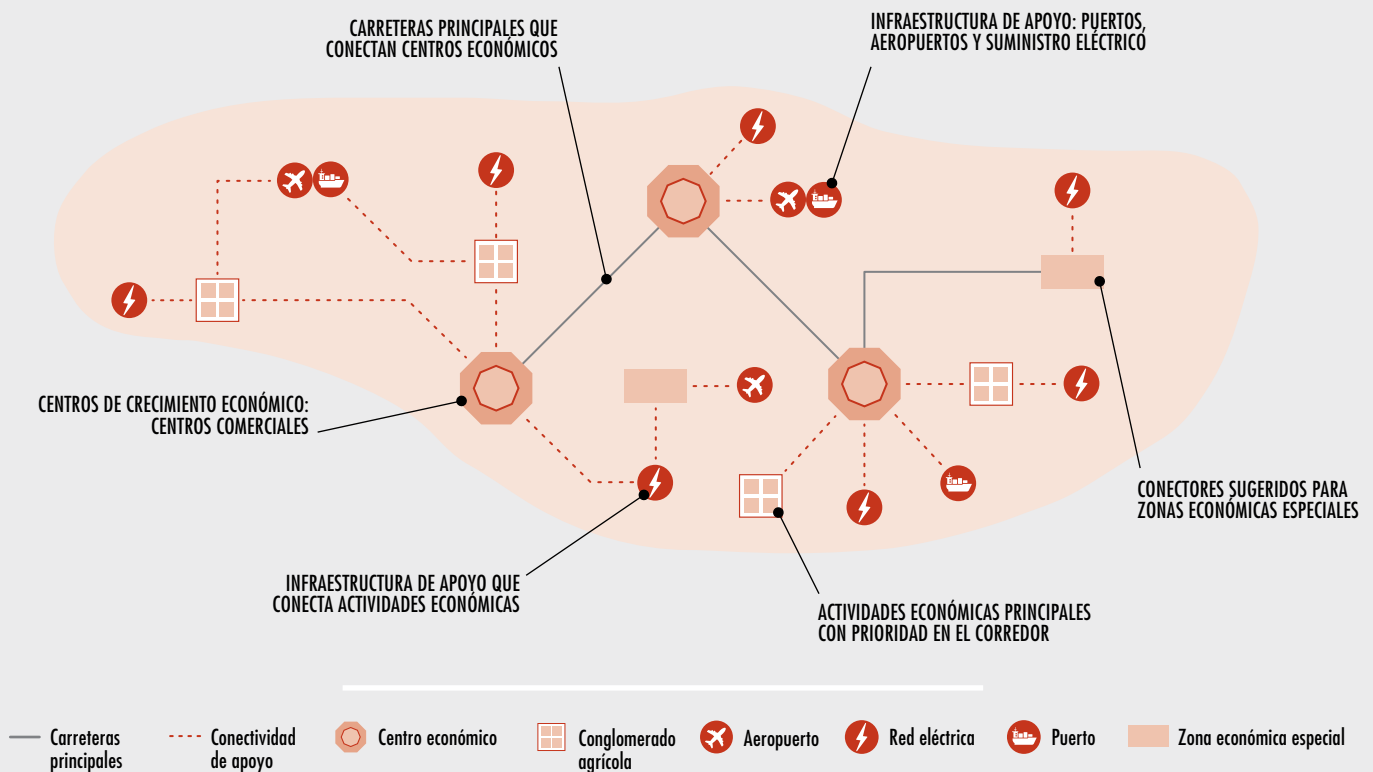 CARRETERAS PRINCIPALES QUE
CONECTAN CENTROS ECONÓMICOS
INFRAESTRUCTURA DE APOYO: PUERTOS,
AEROPUERTOS Y SUMINISTRO ELÉCTRICO
CENTROS DE CRECIMIENTO ECONÓMICO:
CENTROS COMERCIALES
CONECTORES SUGERIDOS PARA
ZONAS ECONÓMICAS ESPECIALES
INFRAESTRUCTURA DE APOYO QUE
CONECTA ACTIVIDADES ECONÓMICAS
ACTIVIDADES ECONÓMICAS PRINCIPALES
CON PRIORIDAD EN EL CORREDOR
Carreteras
principales
Conectividad
de apoyo
Centro económico
Conglomerado
agrícola
Aeropuerto
Red eléctrica
Puerto
Zona económica especial